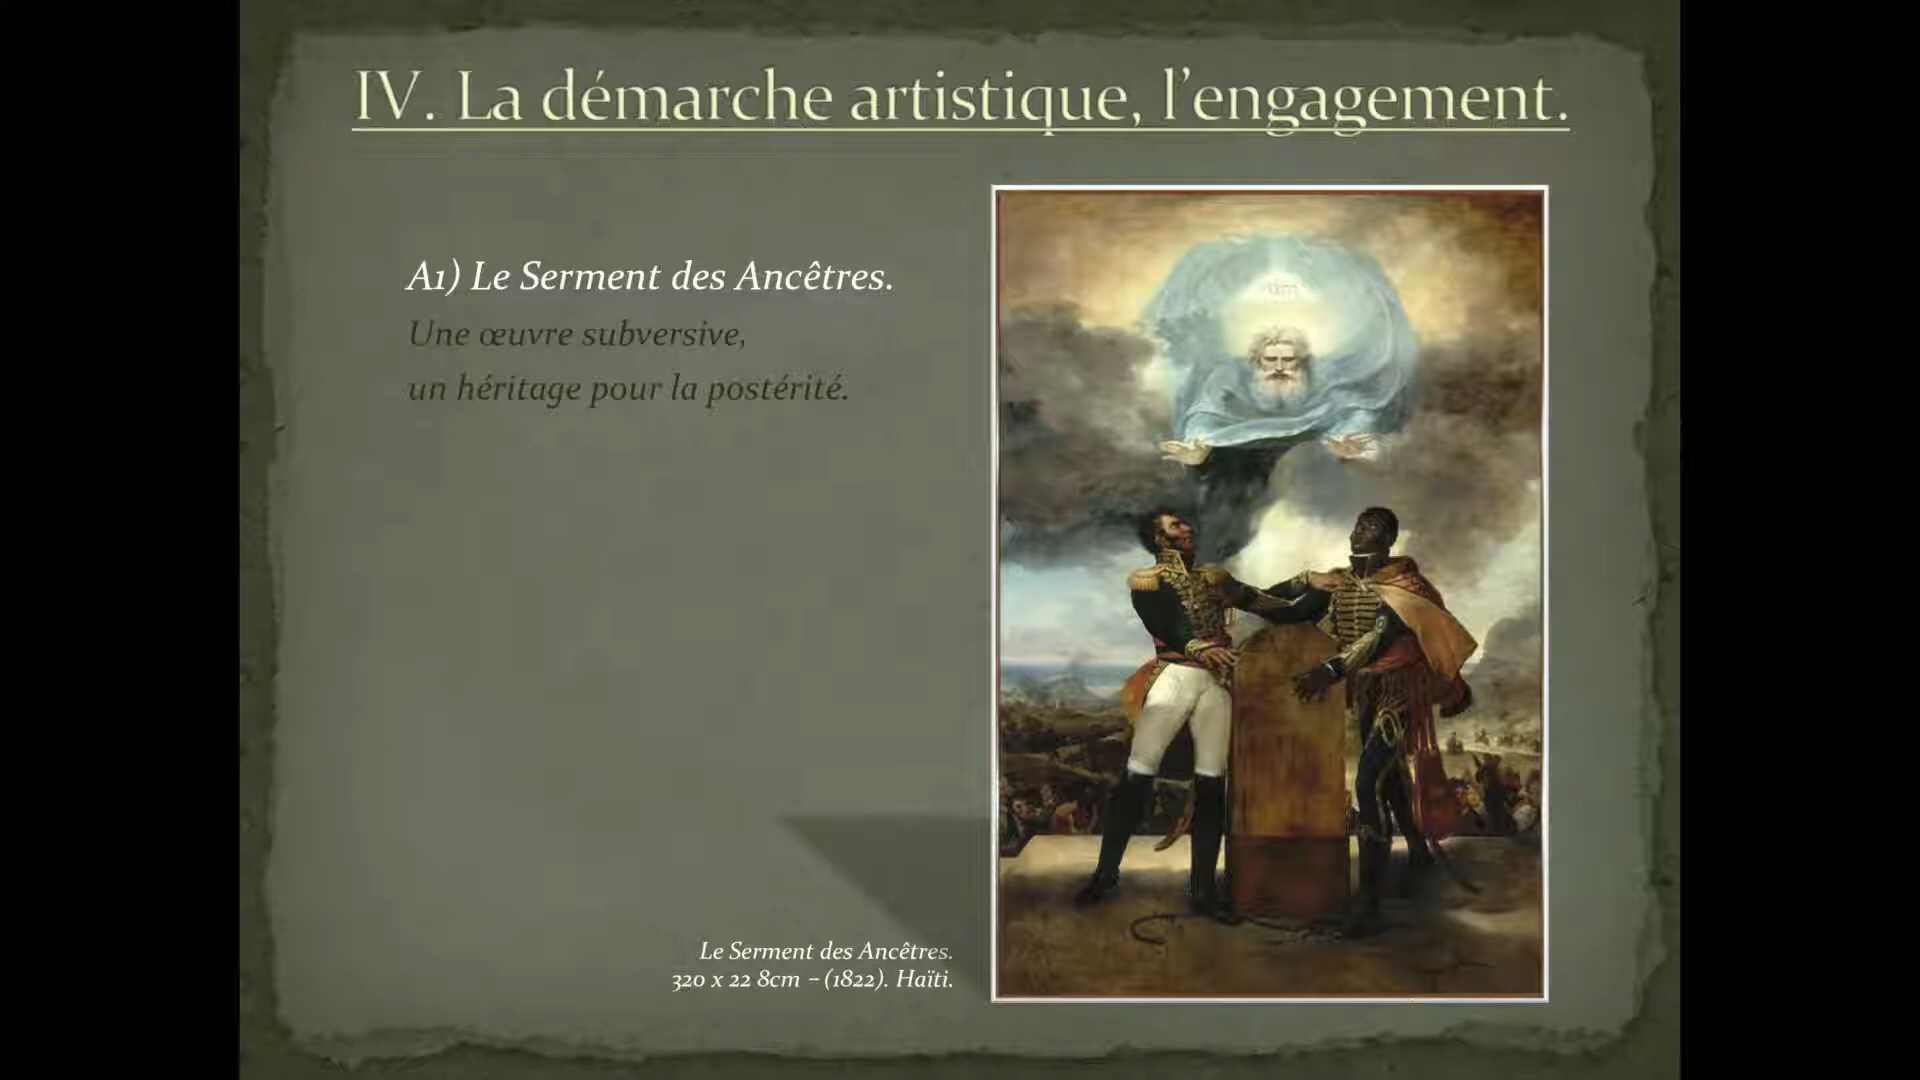 IV. La démarche artistique, l'engagement.
A1) Le Serment des Ancêtres.
Une œuvre subversive,
un héritage pour la postérité.
Le Serment des Ancêtres.
320 x 22 8cm – (1822). Haïti.